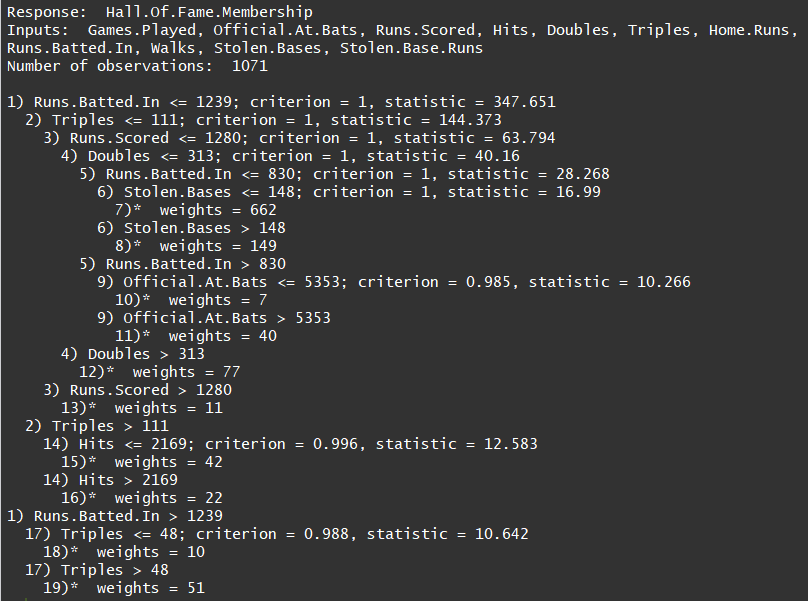 Response:  Hall.Of.Fame.Membership
Inputs:  Games.Played, Official.At.Bats, Runs.Scored, Hits, Doubles, Triples, Home.Runs,
Runs.Batted.In, Walks, Stolen.Bases, Stolen.Base.Runs
Number of observations:  1071

1) Runs.Batted.In <= 1239; criterion = 1, statistic = 347.651
  2) Triples <= 111; criterion = 1, statistic = 144.373
    3) Runs.Scored <= 1280; criterion = 1, statistic = 63.794
      4) Doubles <= 313; criterion = 1, statistic = 40.16
        5) Runs.Batted.In <= 830; criterion = 1, statistic = 28.268
          6) Stolen.Bases <= 148; criterion = 1, statistic = 16.99
            7)*  weights = 662
          6) Stolen.Bases > 148
            8)*  weights = 149
        5) Runs.Batted.In > 830
          9) Official.At.Bats <= 5353; criterion = 0.985, statistic = 10.266
            10)*  weights = 7
          9) Official.At.Bats > 5353
            11)*  weights = 40
      4) Doubles > 313
        12)*  weights = 77
    3) Runs.Scored > 1280
      13)*  weights = 11
  2) Triples > 111
    14) Hits <= 2169; criterion = 0.996, statistic = 12.583
      15)*  weights = 42
    14) Hits > 2169
      16)*  weights = 22
1) Runs.Batted.In > 1239
  17) Triples <= 48; criterion = 0.988, statistic = 10.642
    18)*  weights = 10
  17) Triples > 48
    19)*  weights = 51